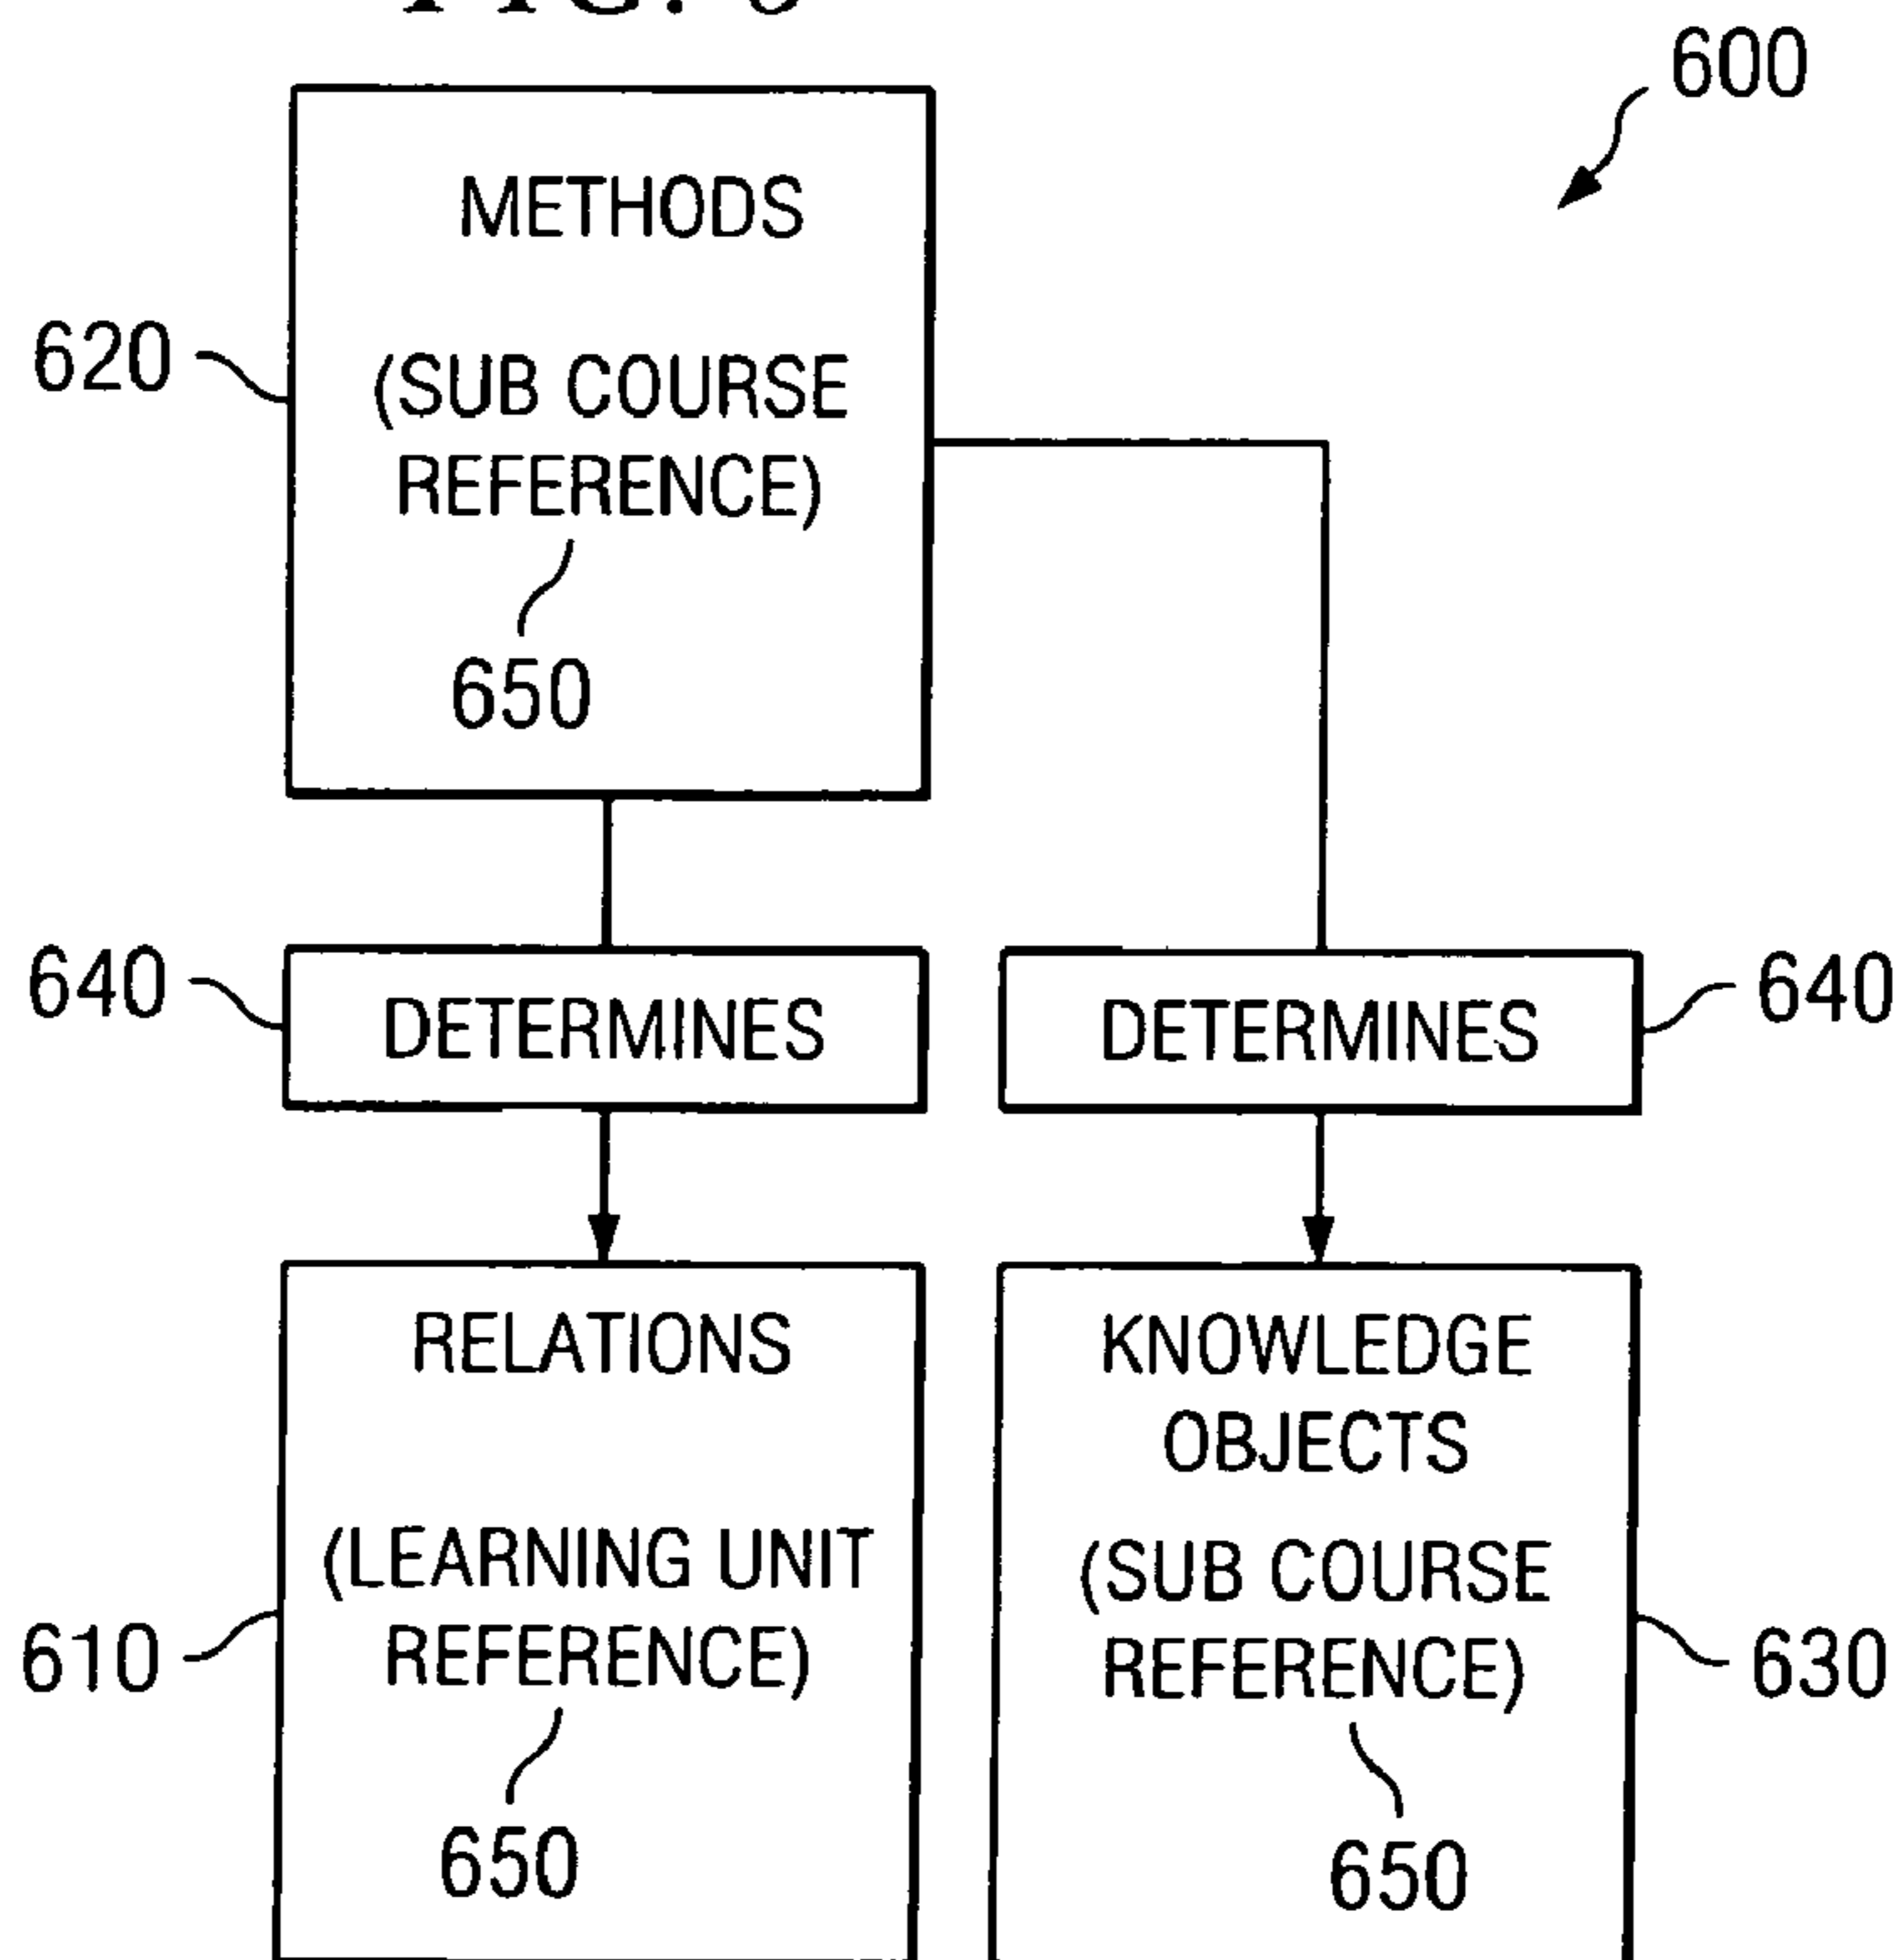 600
METHODS
620
(SUB COURSE
REFERENCE)
650
640
DETERMINES
DETERMINES
640
RELATIONS
(LEARNING UNIT
REFERENCE)
610
650
KNOWLEDGE
OBJECTS
(SUB COURSE
REFERENCE)
630
650